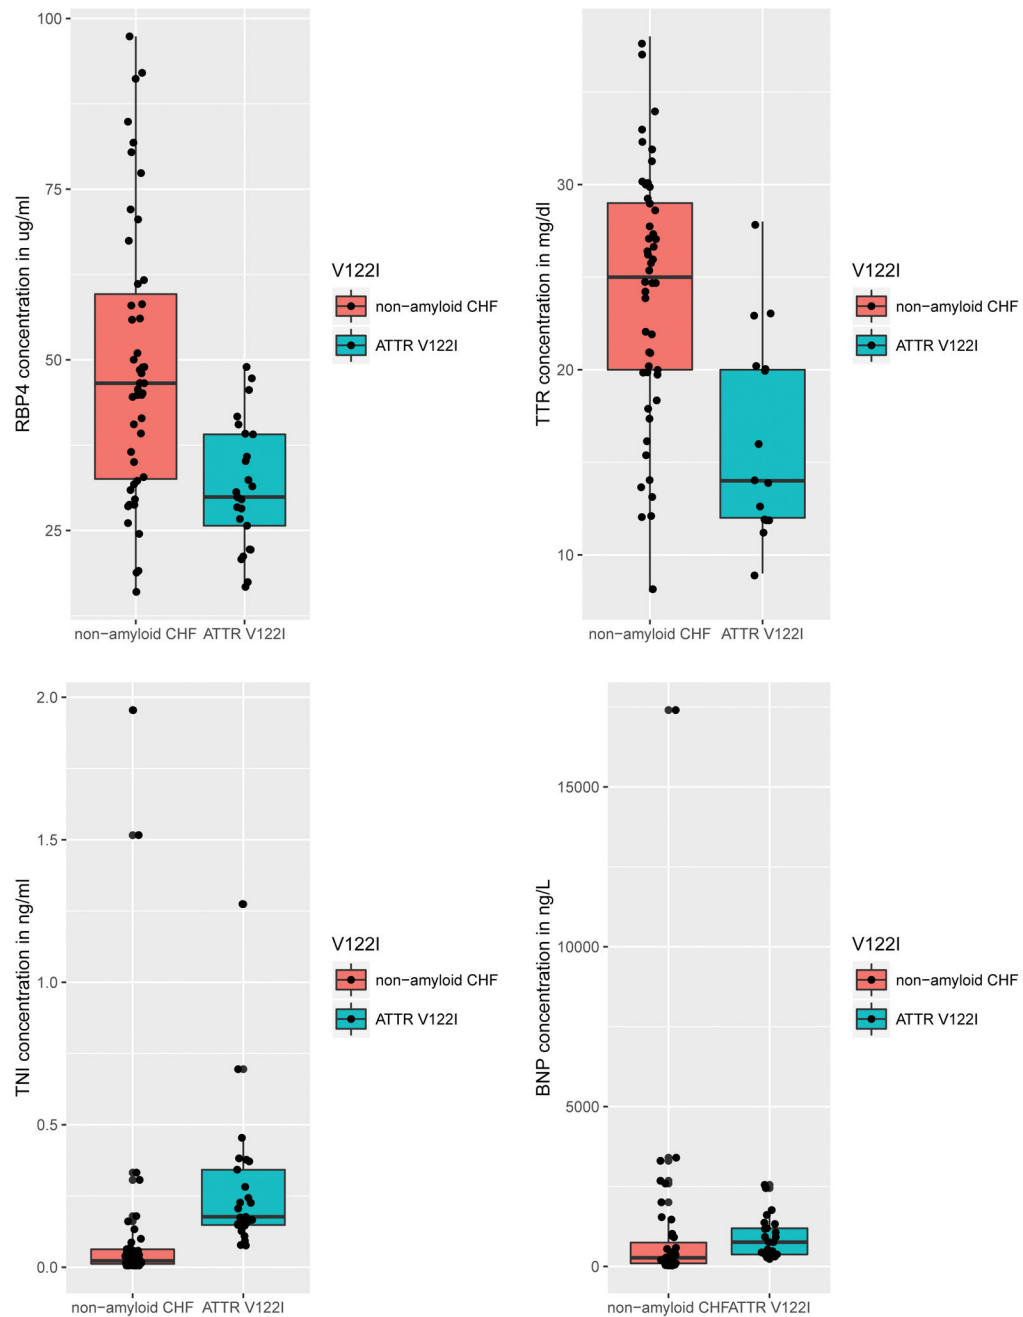 RBP4 concentration in ug/ml
100
75
50
25
non-amyloid CHF ATTR V122I
V122I
non-amyloid CHF
ATTR V122I
TTR concentration in mg/dl
30
20
10
non-amyloid CHF ATTR V122I
V122I
non-amyloid CHF
ATTR V122I
TNI concentration in ng/ml
2.0
1.5
1.0
0.5
0.0
non-amyloid CHF ATTR V122I
V122I
non-amyloid CHF
ATTR V122I
BNP concentration in ng/L
15000
10000
5000
0
non-amyloid CHFATTR V122I
V122I
non-amyloid CHF
ATTR V122I